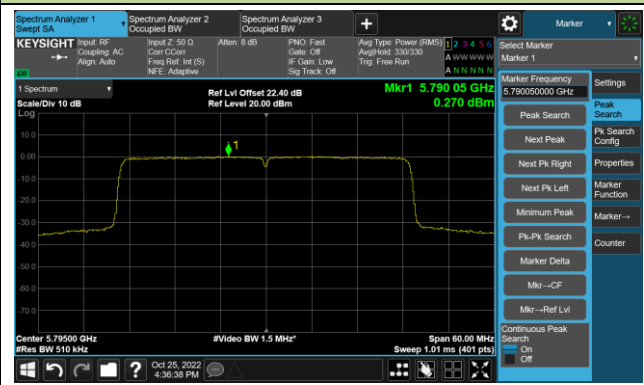 Spectrum Analyzer 1
Swept SA
Spectrum Analyzer 2
Occupied BW
Spectrum Analyzer 3
Occupied BW
+
Marker
KEYSIGHT
Input: RF
Coupling: AC
Align: Auto
Input Z: 50 Ω
Corr CCorr
Freq Ref: Int (S)
NFE: Adaptive
Atten: 8 dB
PNO: Fast
Gate: Off
IF Gain: Low
Sig Track: Off
Avg Type: Power (RMS)
Avg|Hold: 330/330
Trig: Free Run
1 2 3 4 5 6
A W W W W W
A N N N N N
Select Marker
Marker 1
1 Spectrum
Scale/Div 10 dB
Log
Ref Lvl Offset 22.40 dB
Ref Level 20.00 dBm
Mkr1 5.790 05 GHz
0.270 dBm
10.0
0.00
-10.0
-20.0
-30.0
-40.0
-50.0
-60.0
-70.0
1
Center 5.79500 GHz
#Res BW 510 kHz
#Video BW 1.5 MHz*
Span 60.00 MHz
Sweep 1.01 ms (401 pts)
Marker Frequency
5.790050000 GHz
Peak Search
Next Peak
Next Pk Right
Next Pk Left
Minimum Peak
Pk-Pk Search
Marker Delta
Mkr→CF
Mkr→Ref Lvl
Continuous Peak
Search
On
Off
Settings
Peak
Search
Pk Search
Config
Properties
Marker
Function
Marker→
Counter
?
Oct 25, 2022
4:36:38 PM